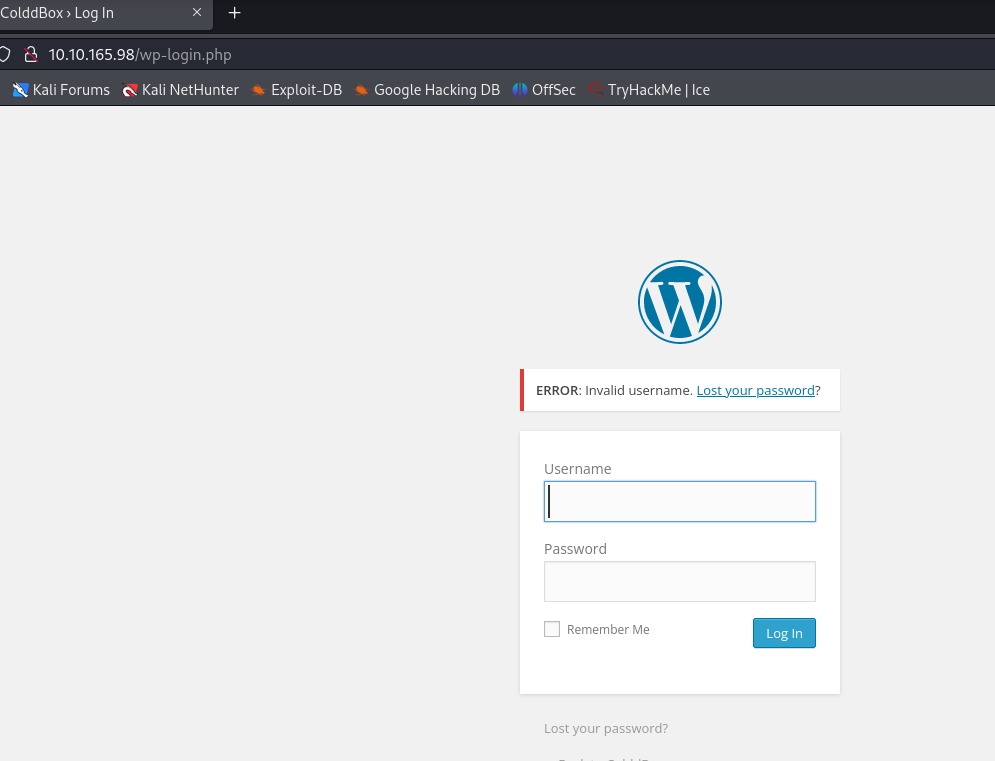 ColddBox › Log In
10.10.165.98/wp-login.php
Kali Forums Kali NetHunter Exploit-DB Google Hacking DB OffSec TryHackMe | Ice
ERROR: Invalid username. Lost your password?
Username
Password
Remember Me Log In
Lost your password?